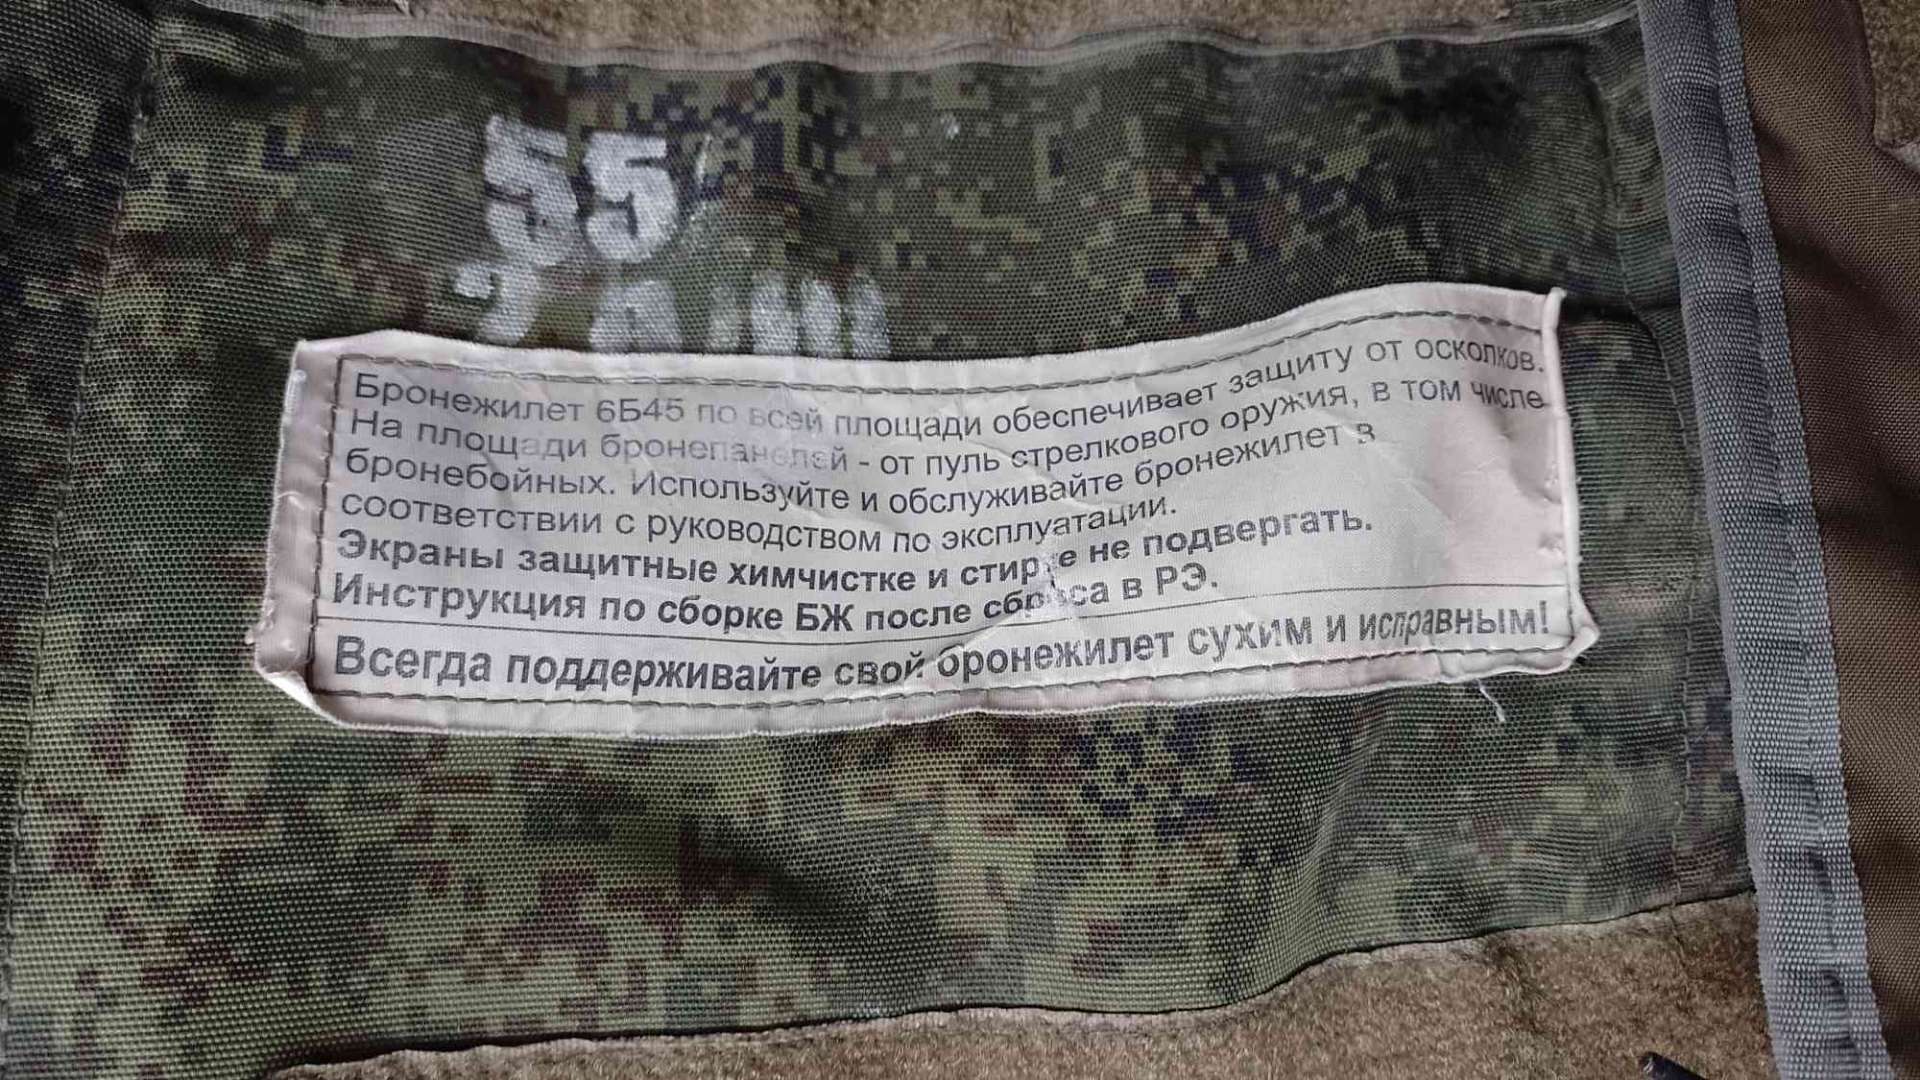 55
Бронежилет 6Б45 по всей площади обеспечивает защиту от осколков.
На площади бронепанелей - от пуль стрелкового оружия, в том числе
бронебойных. Используйте и обслуживайте бронежилет в
соответствии с руководством по эксплуатации.
Экраны защитные химчистке и стирке не подвергать.
Инструкция по сборке БЖ после сброса в РЭ.
Всегда поддерживайте свой бронежилет сухим и исправным!